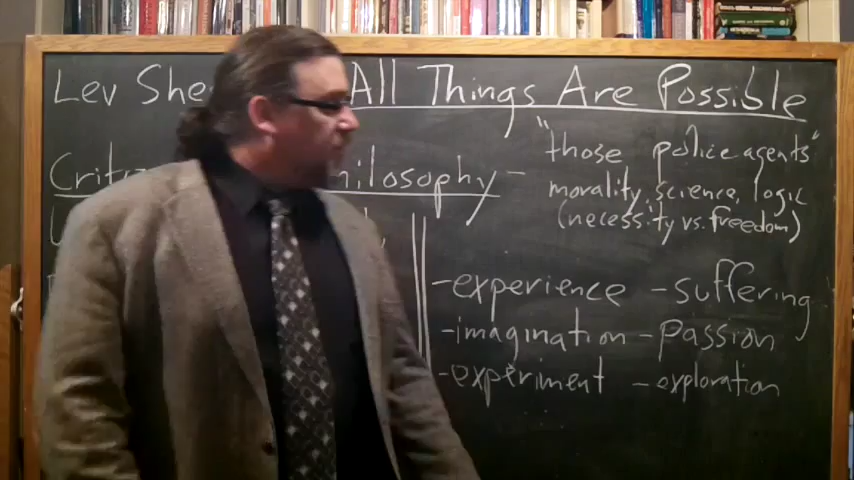 Lev She All Things Are Possible
"those police agents"
Philosophy –
morality, science, logic
(necessity vs. freedom)
-experience -suffering
-imagination -passion
-experiment -exploration